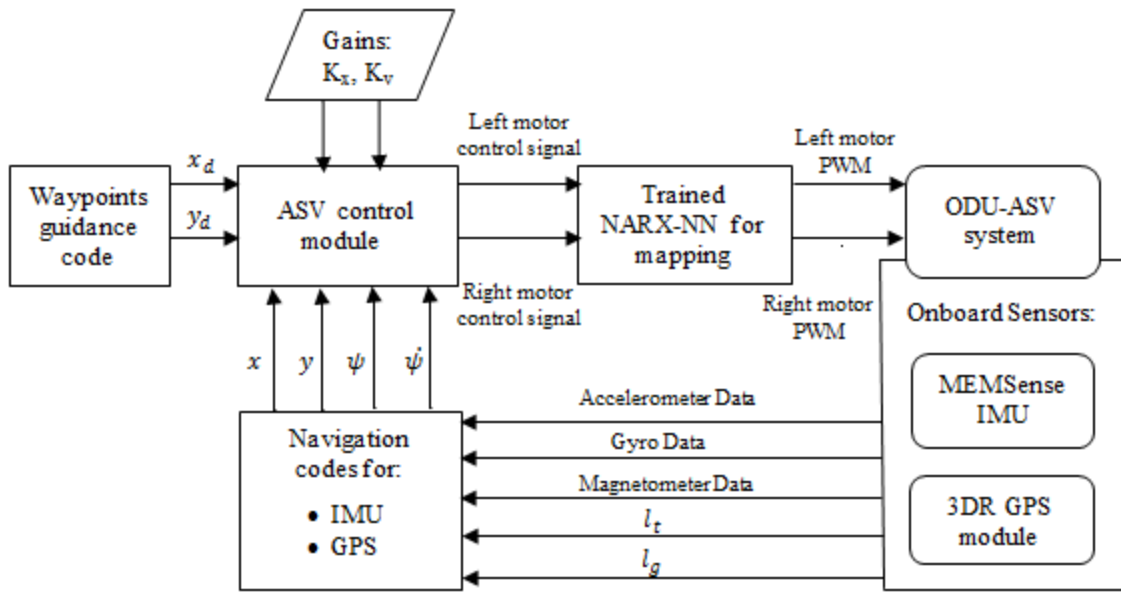 Gains:
Kx, Kv
Left motor
control signal
Left motor
PWM
xd
yd
Waypoints
guidance
code
ASV control
module
Trained
NARX-NN for
mapping
ODU-ASV
system
Right motor
control signal
Right motor
PWM
Onboard Sensors:
x
y
ψ
ψ̇
MEMSense
IMU
3DR GPS
module
Accelerometer Data
Gyro Data
Magnetometer Data
lt
lg
Navigation
codes for:
• IMU
• GPS